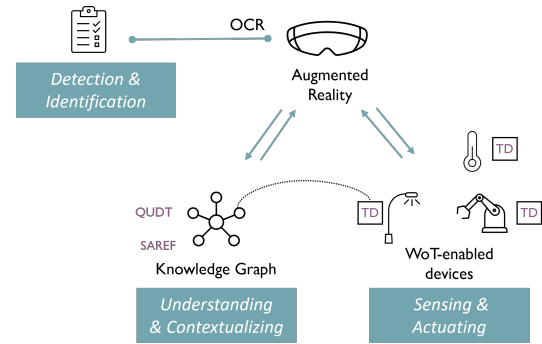 OCR
Detection &
Identification
Augmented
Reality
TD
QUDT
TD
TD
SAREF
Knowledge Graph
WoT-enabled
devices
Understanding
& Contextualizing
Sensing &
Actuating